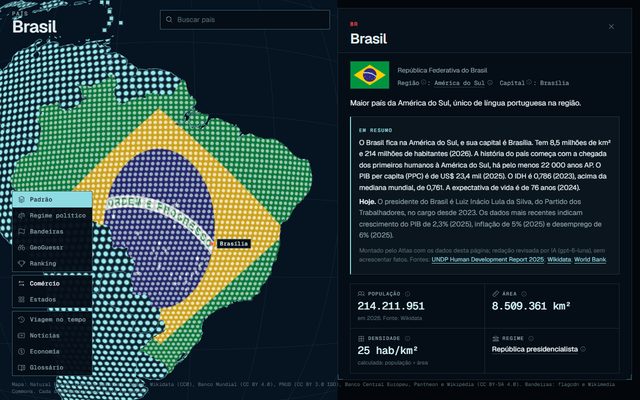 PAÍS
Brasil
Buscar país
ORDEM E PROGRESSO
Brasília
Padrão
Regime político
Bandeiras
GeoGuessr
Ranking
Comércio
Estados
Viagem no tempo
Notícias
Economia
Glossário
BR
Brasil
República Federativa do Brasil
Região: América do Sul Capital: Brasília
Maior país da América do Sul, único de língua portuguesa na região.
EM RESUMO
O Brasil fica na América do Sul, e sua capital é Brasília. Tem 8,5 milhões de km²
e 214 milhões de habitantes (2026). A história do país começa com a chegada
dos primeiros humanos à América do Sul, há pelo menos 22 000 anos AP. O
PIB per capita (PPC) é de US$ 23,4 mil (2025). O IDH é 0,786 (2023), acima da
mediana mundial, de 0,761. A expectativa de vida é de 76 anos (2024).
Hoje. O presidente do Brasil é Luiz Inácio Lula da Silva, do Partido dos
Trabalhadores, no cargo desde 2023. Os dados mais recentes indicam
crescimento do PIB de 2,3% (2025), inflação de 5% (2025) e desemprego de
6% (2025).
Montado pelo Atlas com os dados desta página; redação revisada por IA (gpt-5-luna), sem
acrescentar fatos. Fontes: UNDP Human Development Report 2025, Wikidata, World Bank.
POPULAÇÃO
214.211.951
em 2026. Fonte: Wikidata
ÁREA
8.509.361 km²
DENSIDADE
25 hab/km²
calculada: população ÷ área
REGIME
República presidencialista
Mapa: Natural
Wikidata (CC0), Banco Mundial (CC BY 4.0), PNUD (CC BY 3.0 IGO), Banco Central Europeu, Pantheon e Wikipédia (CC BY-SA 4.0). Bandeiras: flagcdn e Wikimedia
Commons.